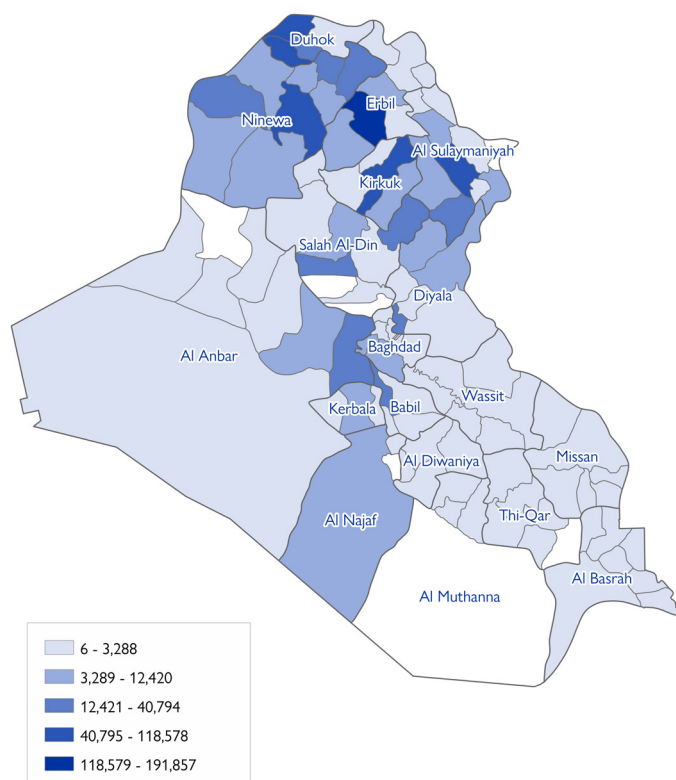 Duhok
Erbil
Ninewa
Al Sulaymaniyah
Kirkuk
Salah Al-Din
Diyala
Baghdad
Al Anbar
Wassit
Kerbala
Babil
Al Diwaniya
Missan
Al Najaf
Thi-Qar
Al Basrah
Al Muthanna
6 - 3,288
3,289 - 12,420
12,421 - 40,794
40,795 - 118,578
118,579 - 191,857